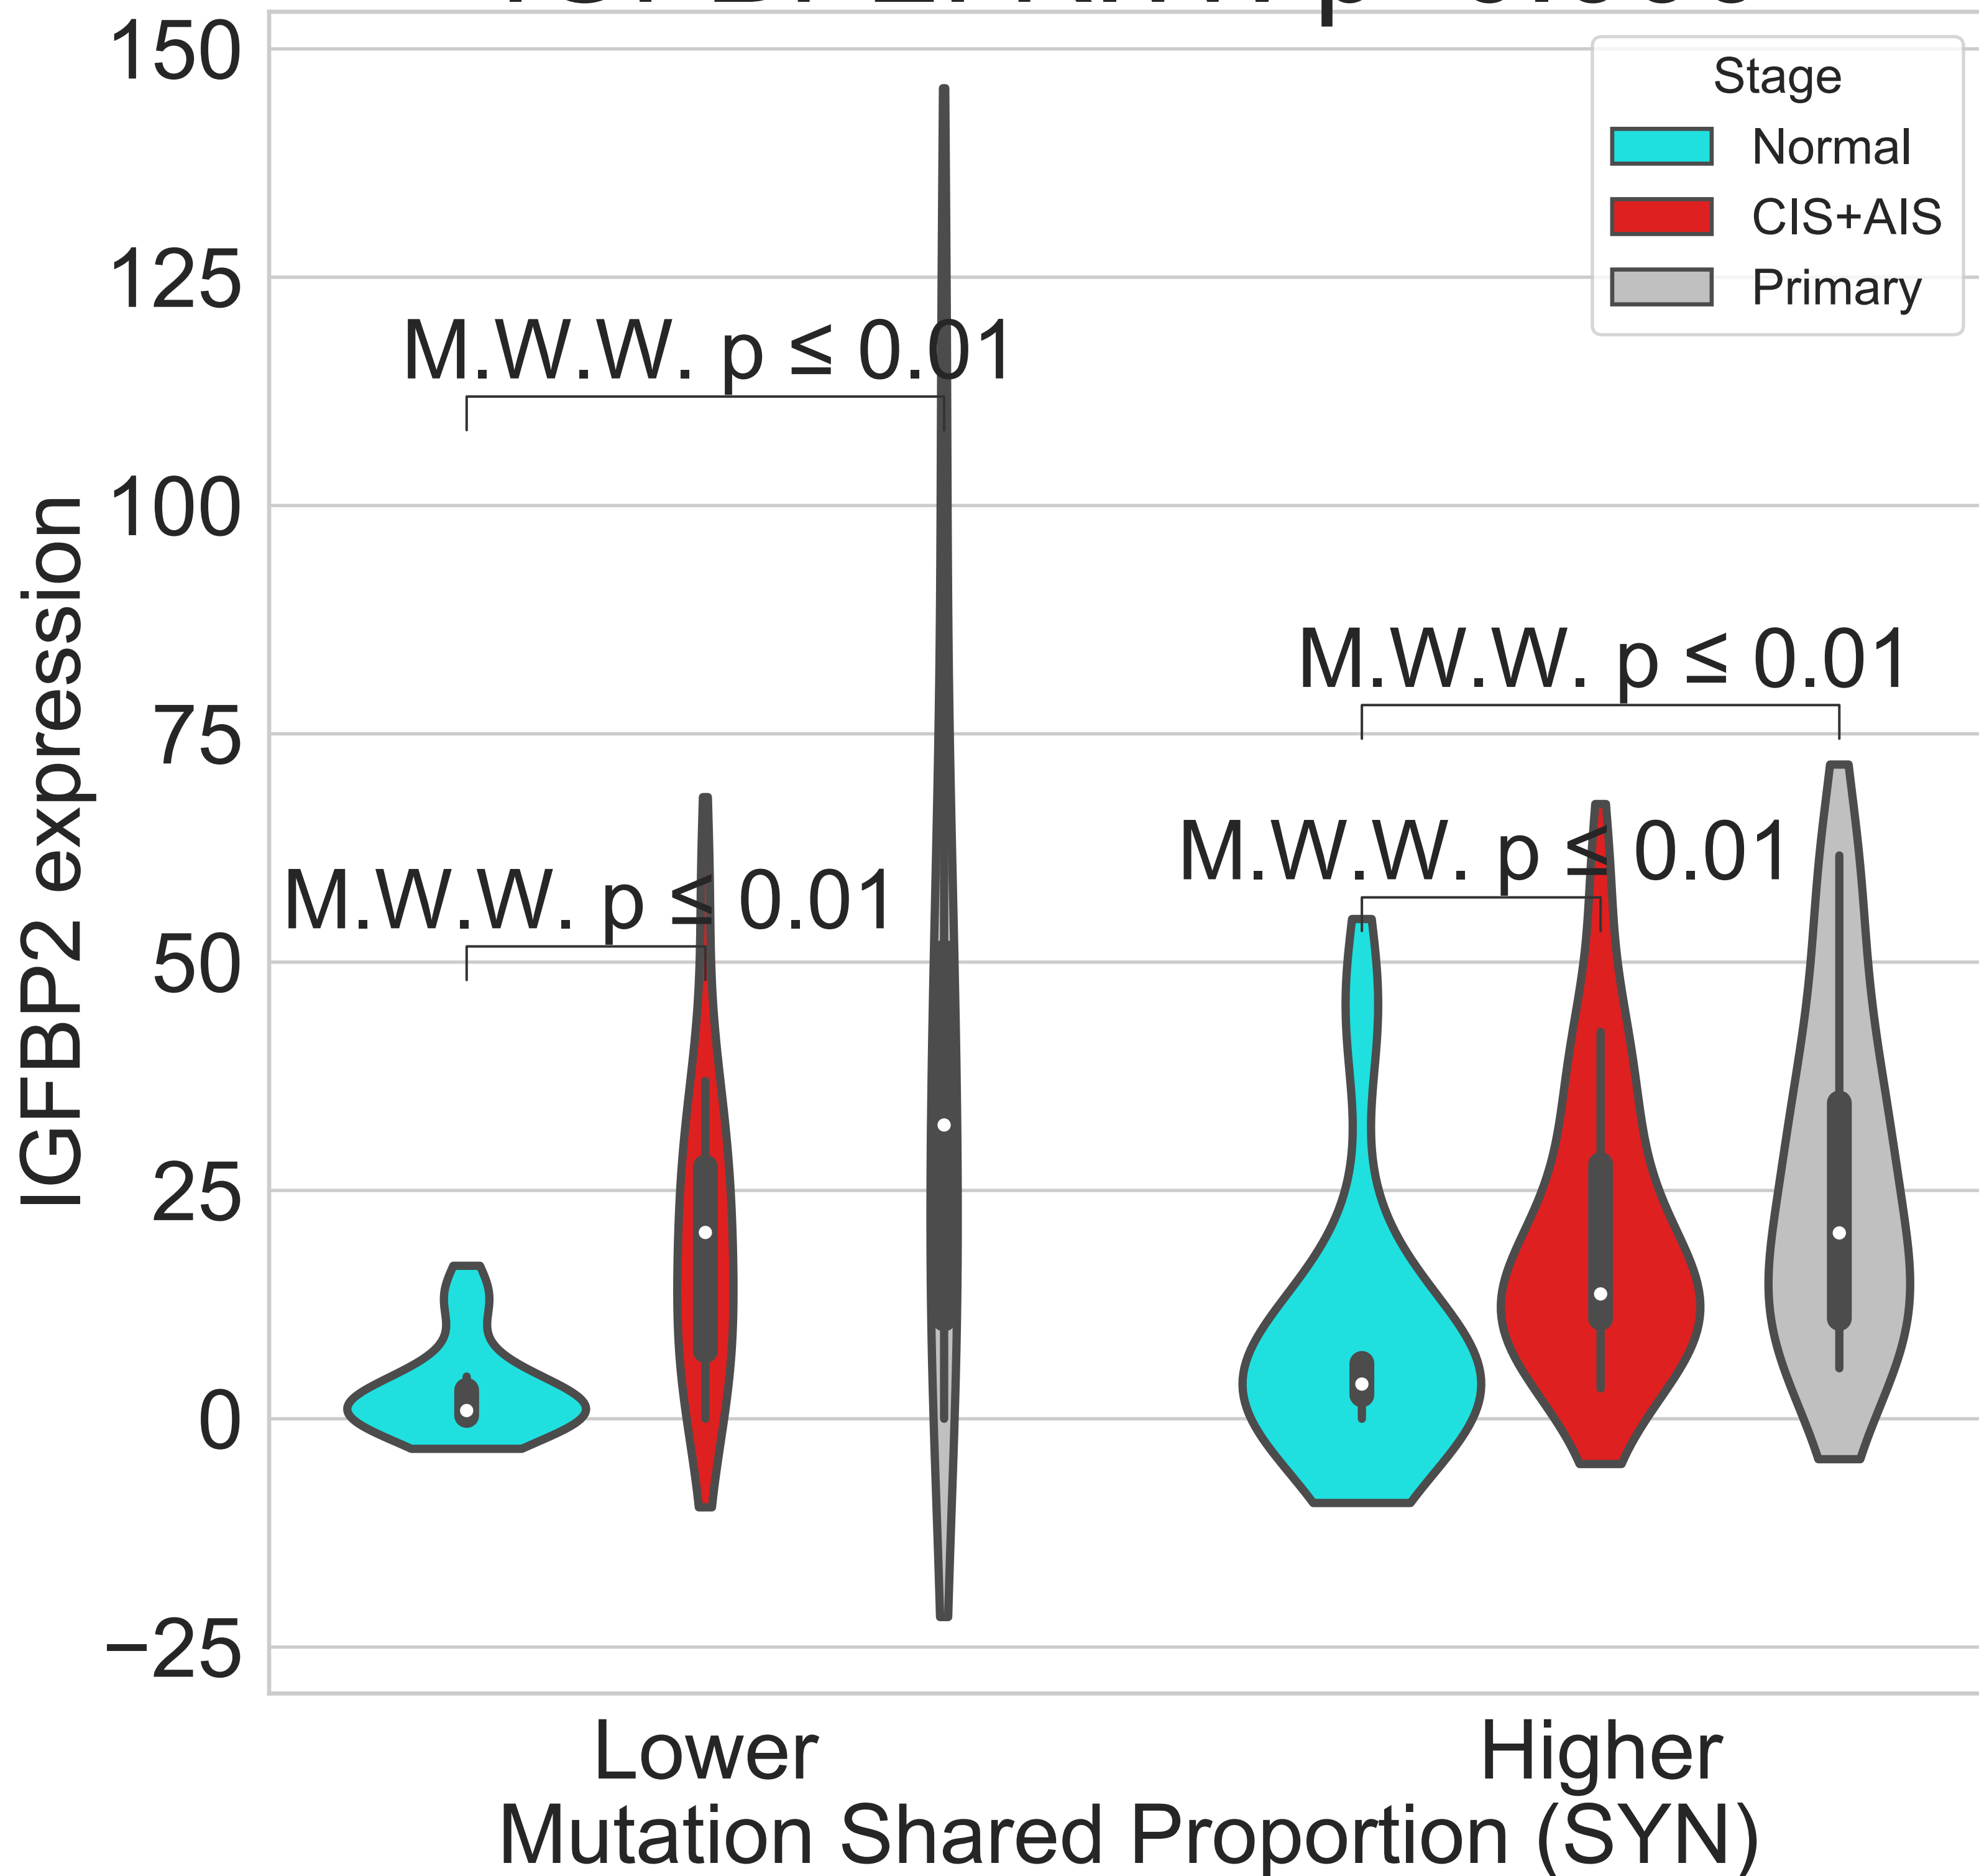 150
Stage
Normal
CIS+AIS
Primary
125
M.W.W. p ≤ 0.01
100
M.W.W. p ≤ 0.01
75
M.W.W. p ≤ 0.01
M.W.W. p ≤ 0.01
50
25
0
−25
IGFBP2 expression
Lower
Higher
Mutation Shared Proportion (SYN)